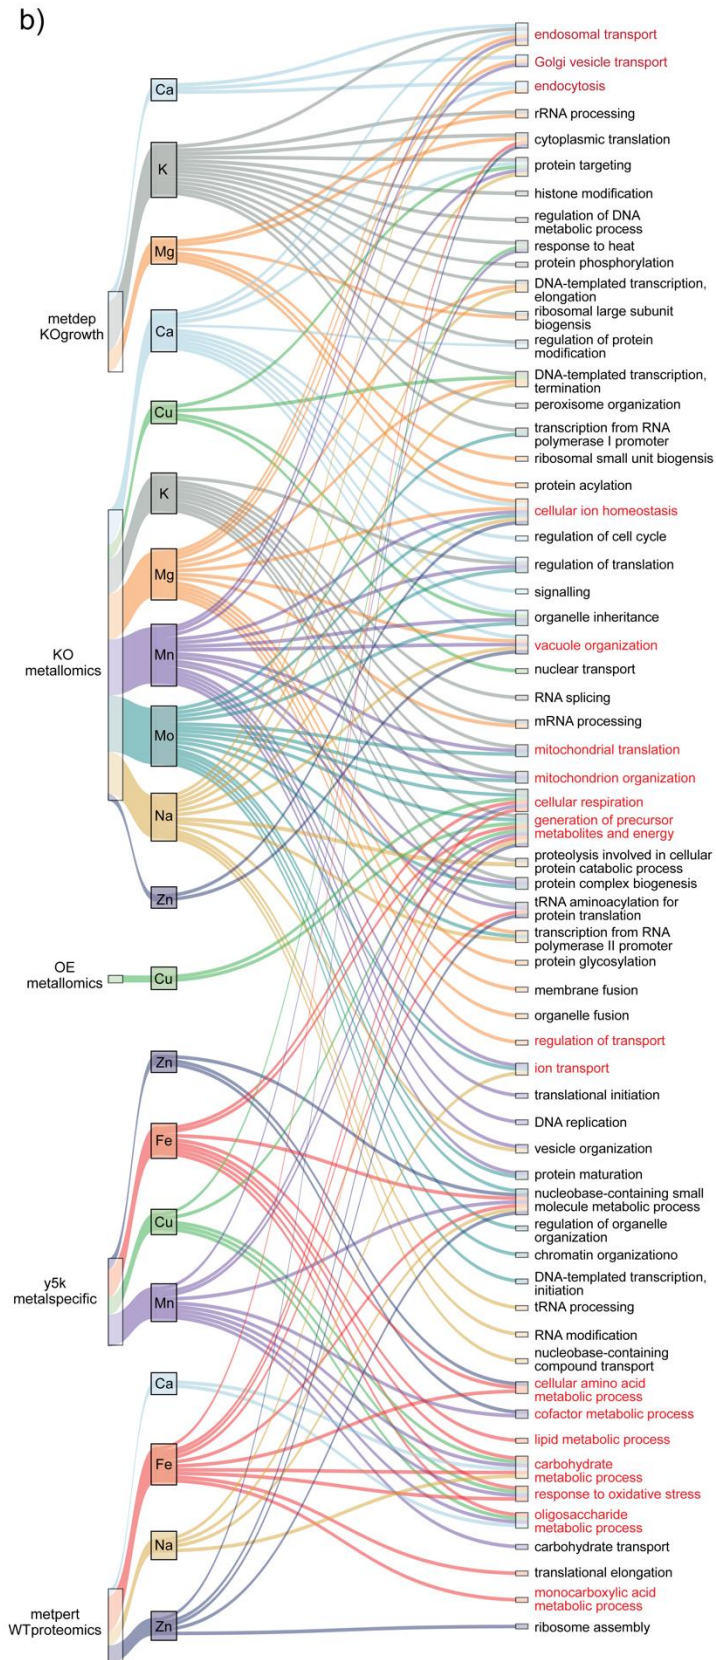 b)
metdep
KOgrowth
KO
metallomics
OE
metallomics
y5k
metalspecific
metpert
WTproteomics
Ca
K
Mg
Ca
Cu
K
Mg
Mn
Mo
Na
Zn
Cu
Zn
Fe
Cu
Mn
Ca
Fe
Na
Zn
endosomal transport
Golgi vesicle transport
endocytosis
rRNA processing
cytoplasmic translation
protein targeting
histone modification
regulation of DNA
metabolic process
response to heat
protein phosphorylation
DNA-templated transcription,
elongation
ribosomal large subunit
biogensis
regulation of protein
modification
DNA-templated transcription,
termination
peroxisome organization
transcription from RNA
polymerase I promoter
ribosomal small unit biogensis
protein acylation
cellular ion homeostasis
regulation of cell cycle
regulation of translation
signalling
organelle inheritance
vacuole organization
nuclear transport
RNA splicing
mRNA processing
mitochondrial translation
mitochondrion organization
cellular respiration
generation of precursor
metabolites and energy
proteolysis involved in cellular
protein catabolic process
protein complex biogenesis
tRNA aminoacylation for
protein translation
transcription from RNA
polymerase II promoter
protein glycosylation
membrane fusion
organelle fusion
regulation of transport
ion transport
translational initiation
DNA replication
vesicle organization
protein maturation
nucleobase-containing small
molecule metabolic process
regulation of organelle
organization
chromatin organizationo
DNA-templated transcription,
initiation
tRNA processing
RNA modification
nucleobase-containing
compound transport
cellular amino acid
metabolic process
cofactor metabolic process
lipid metabolic process
carbohydrate
metabolic process
response to oxidative stress
oligosaccharide
metabolic process
carbohydrate transport
translational elongation
monocarboxylic acid
metabolic process
ribosome assembly